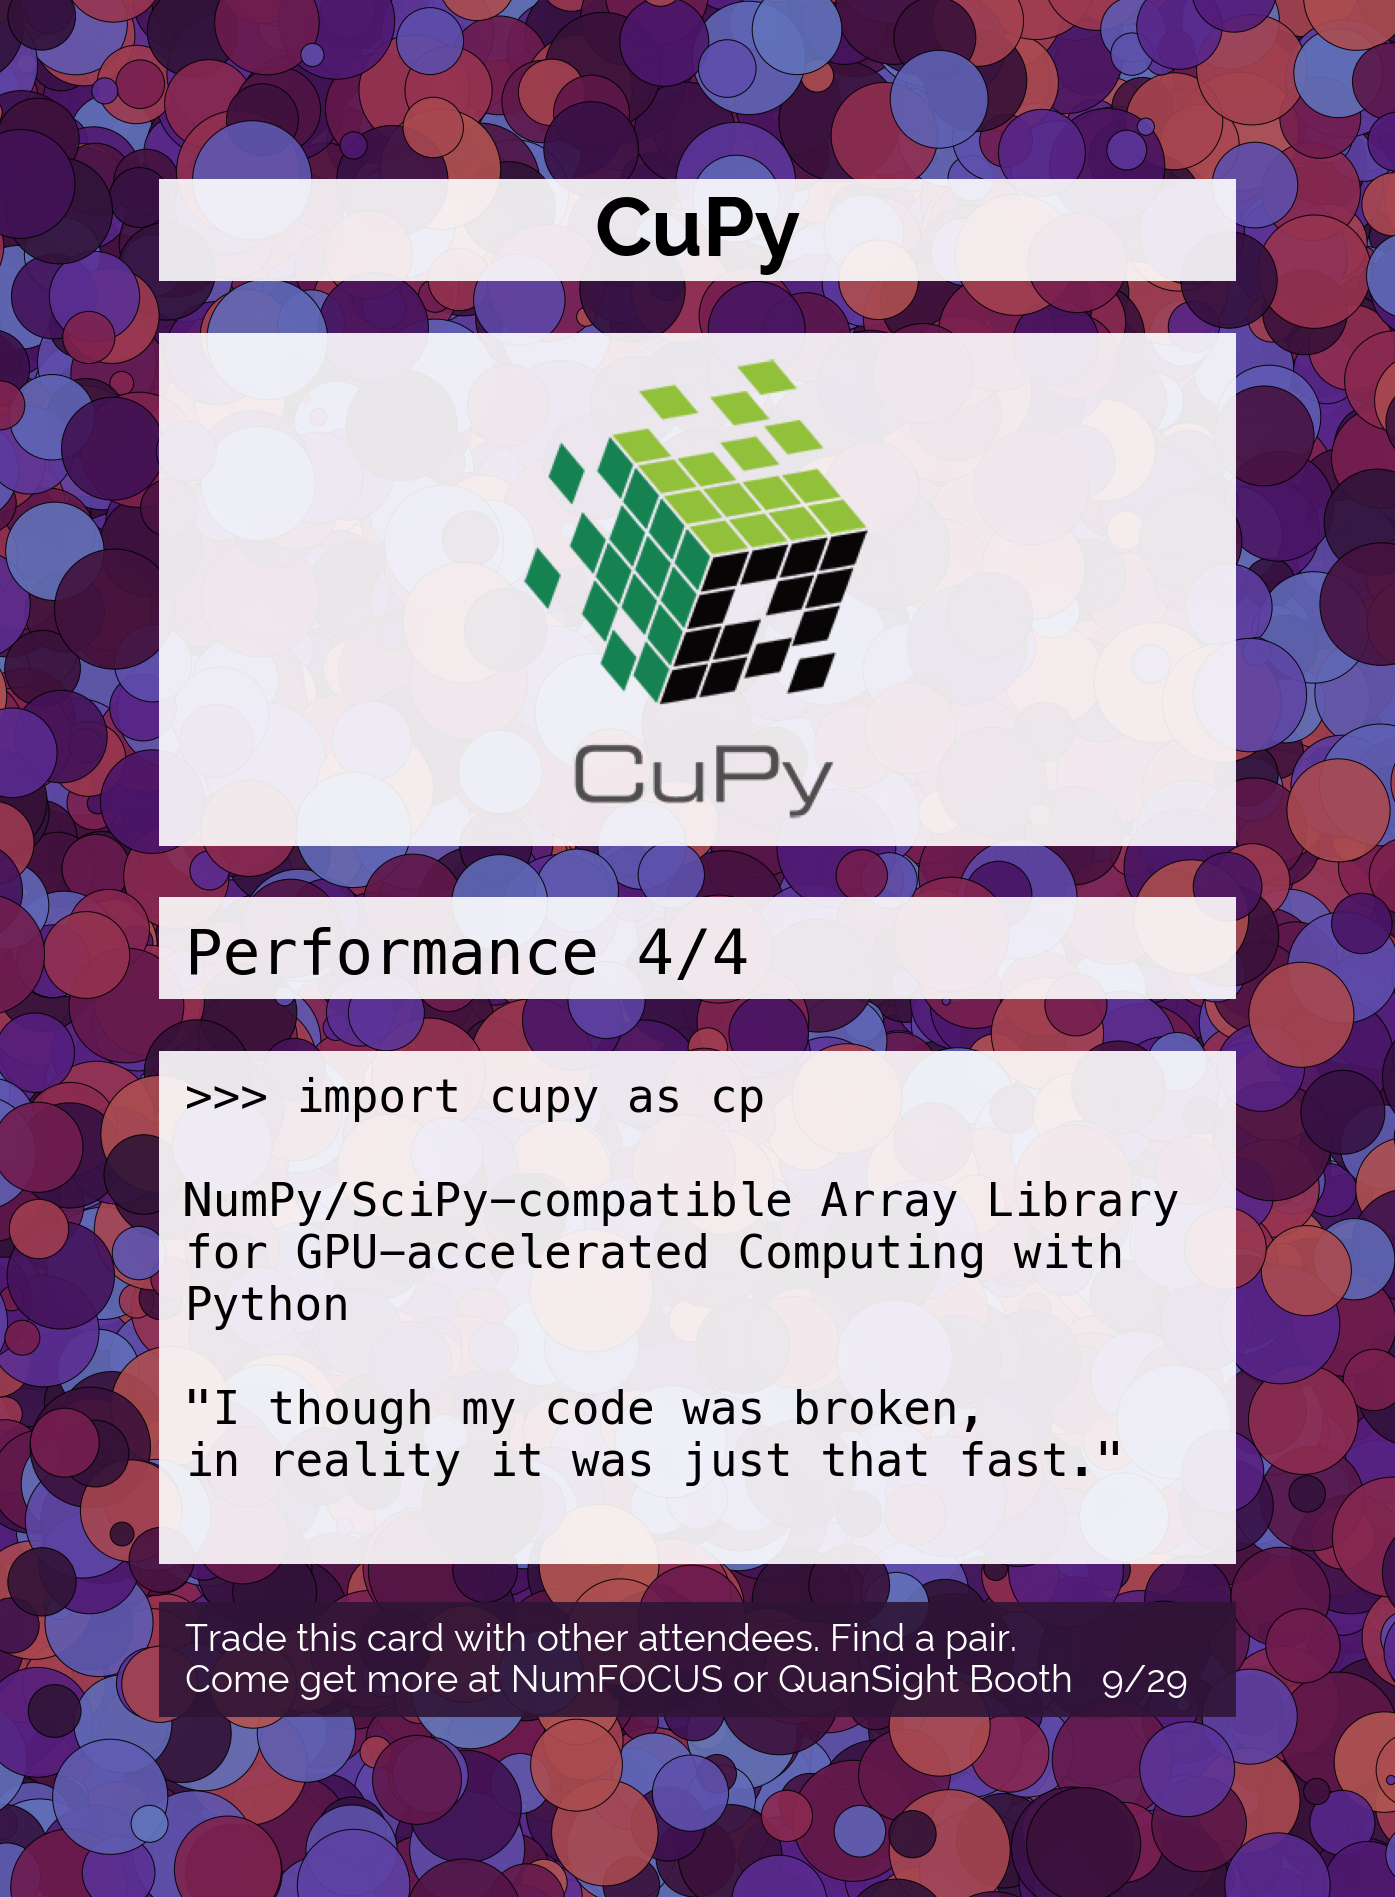 CuPy
CuPy
Performance 4/4
>>> import cupy as cp
NumPy/SciPy-compatible Array Library
for GPU-accelerated Computing with
Python
"I though my code was broken,
in reality it was just that fast."
Trade this card with other attendees. Find a pair.
Come get more at NumFOCUS or QuanSight Booth 9/29